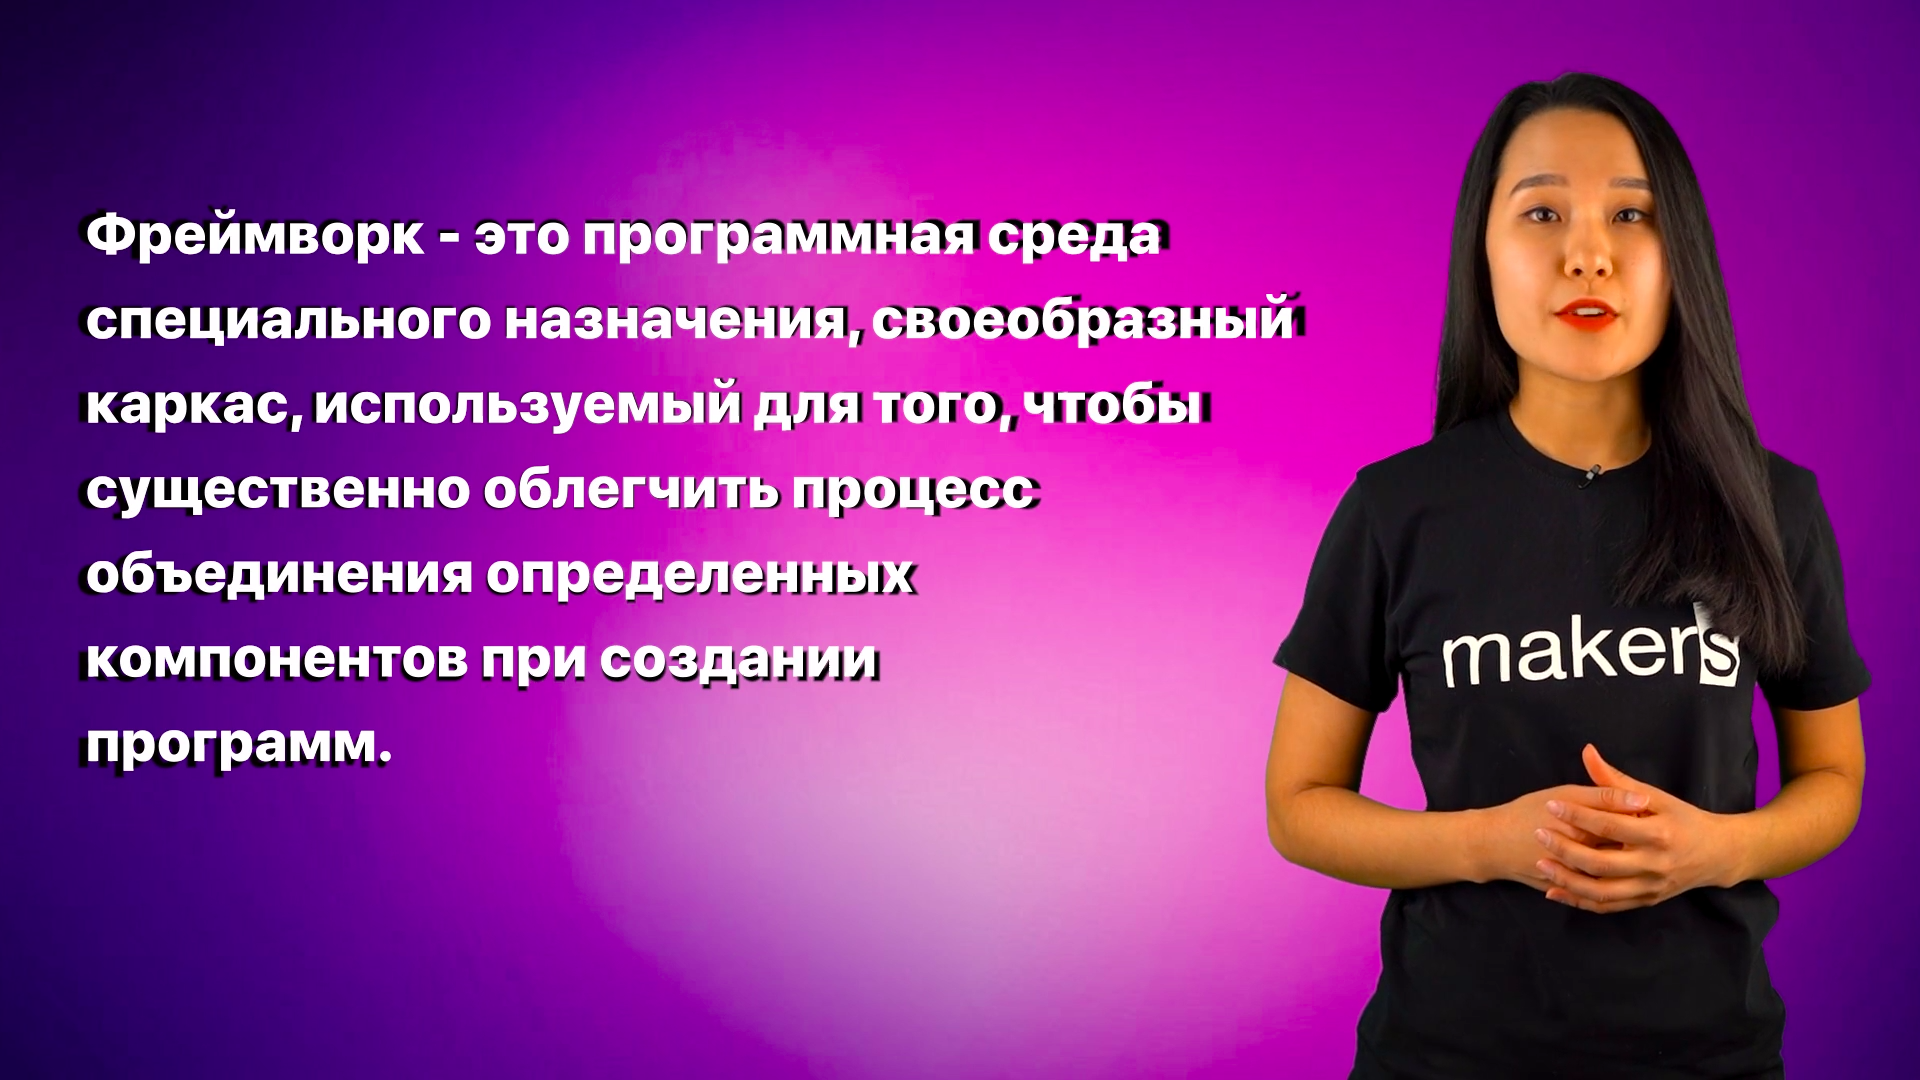 Фреймворк - это программная среда
специального назначения, своеобразный
каркас, используемый для того, чтобы
существенно облегчить процесс
объединения определенных
компонентов при создании
программ.
makers